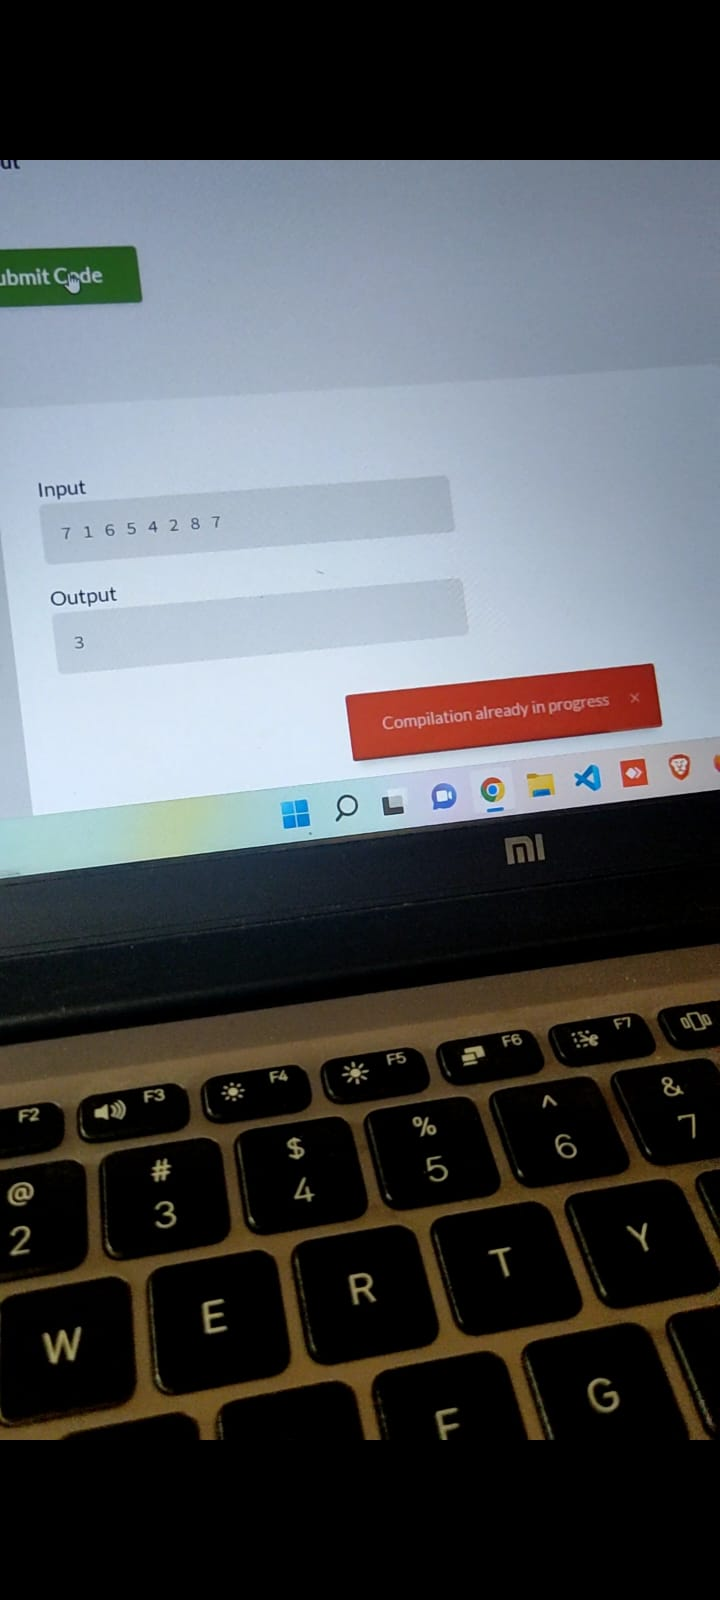 ubmit Code
Input
7 1 6 5 4 2 8 7
Output
3
Compilation already in progress ×
mi
F2 F3 F4 F5 F6 F7
@ # $ % ^ &
2 3 4 5 6 7
W E R T Y
F G